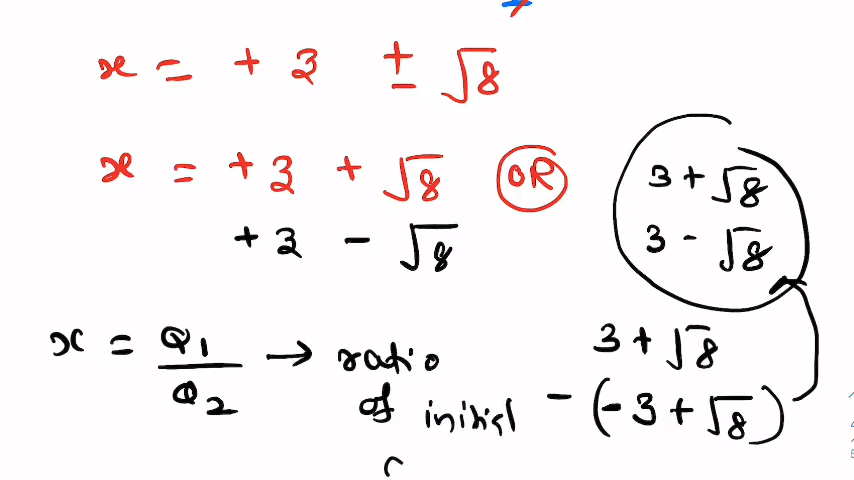 x = + 3 ± √8
x = + 3 + √8 OR
+ 3 - √8
3 + √8
3 - √8
x = Q1/Q2 → ratio
of initial
3 + √8
- (- 3 + √8)